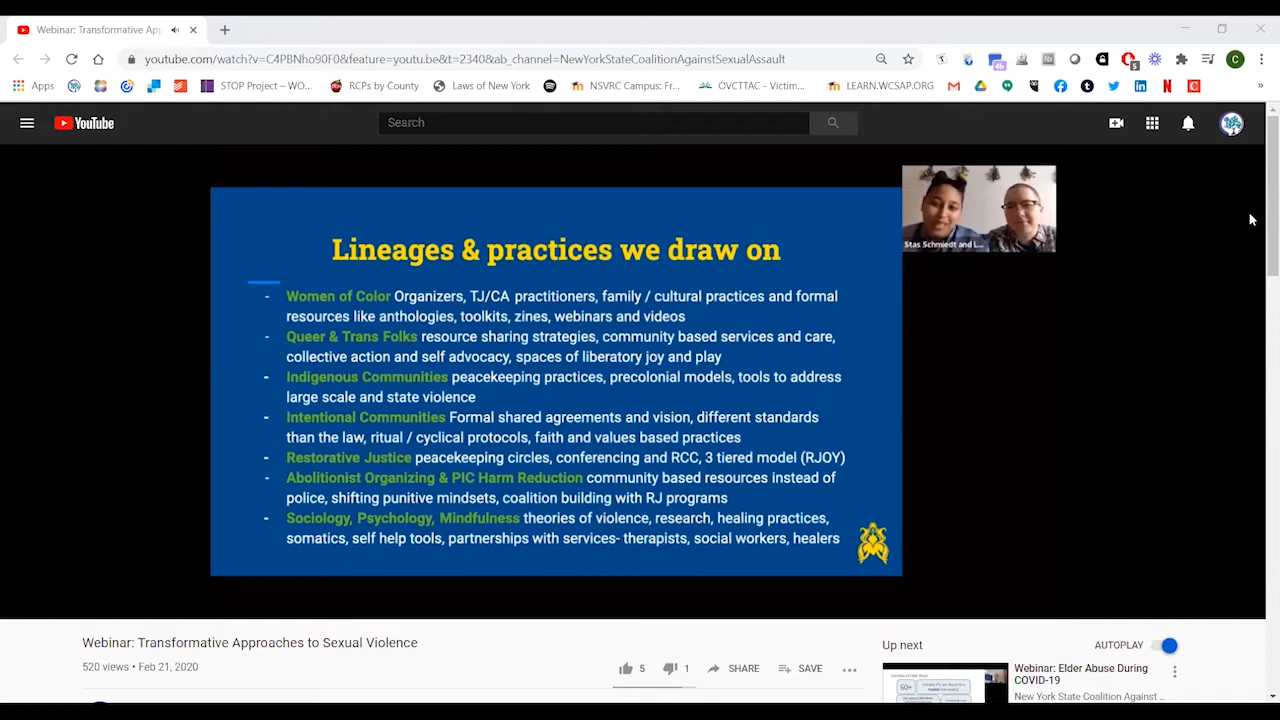 Webinar: Transformative App
youtube.com/watch?v=C4PBNlho90F0&feature=youtube&t=2340&ab_channel=NewYorkStateCoalitionAgainstSexualAssault
4h
5
C
Apps
STOP Project – WO...
RCPs by County
Laws of New York
NSVRC Campus: Fr...
OVCTTAC - Victim...
LEARN.WCSAP.ORG
»
YouTube
Search
Lineages & practices we draw on
Stas Schmiedt and L...
- Women of Color Organizers, TJ/CA practitioners, family / cultural practices and formal
resources like anthologies, toolkits, zines, webinars and videos
- Queer & Trans Folks resource sharing strategies, community based services and care,
collective action and self advocacy, spaces of liberatory joy and play
- Indigenous Communities peacekeeping practices, precolonial models, tools to address
large scale and state violence
- Intentional Communities Formal shared agreements and vision, different standards
than the law, ritual / cyclical protocols, faith and values based practices
- Restorative Justice peacekeeping circles, conferencing and RCC, 3 tiered model (RJOY)
- Abolitionist Organizing & PIC Harm Reduction community based resources instead of
police, shifting punitive mindsets, coalition building with RJ programs
- Sociology, Psychology, Mindfulness theories of violence, research, healing practices,
somatics, self help tools, partnerships with services- therapists, social workers, healers
Webinar: Transformative Approaches to Sexual Violence
520 views • Feb 21, 2020
5
1
SHARE
SAVE
...
Up next
AUTOPLAY
60+
Webinar: Elder Abuse During
COVID-19
New York State Coalition Against ...